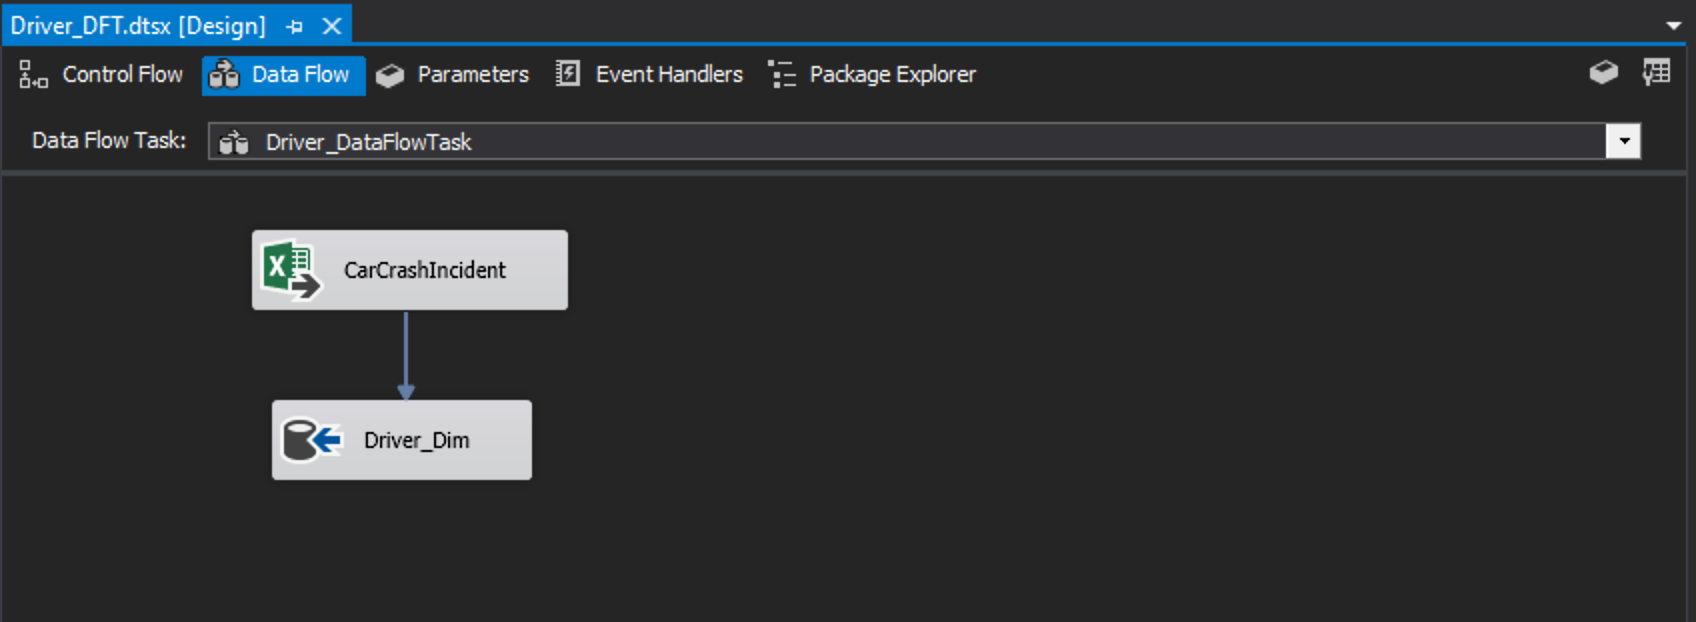 Driver_DFT.dtsx [Design]
Control Flow Data Flow Parameters Event Handlers Package Explorer
Data Flow Task: Driver_DataFlowTask
CarCrashIncident
Driver_Dim